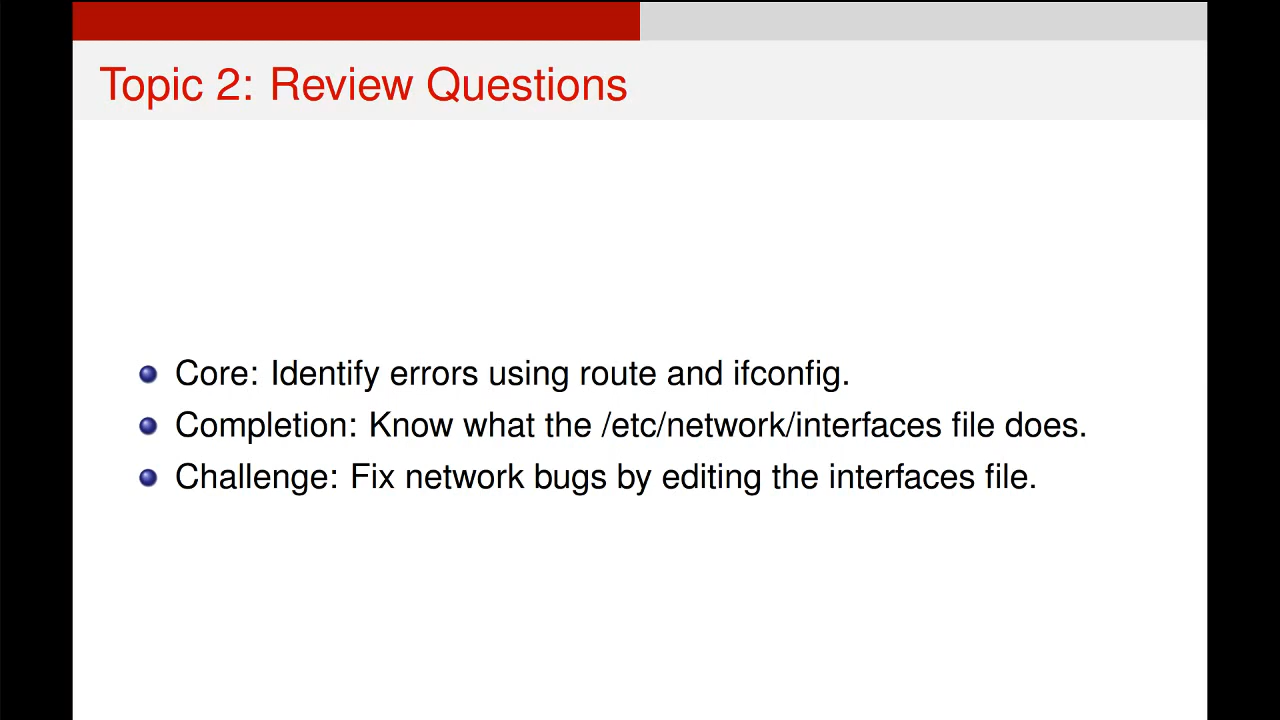 Topic 2: Review Questions
Core: Identify errors using route and ifconfig.
Completion: Know what the /etc/network/interfaces file does.
Challenge: Fix network bugs by editing the interfaces file.